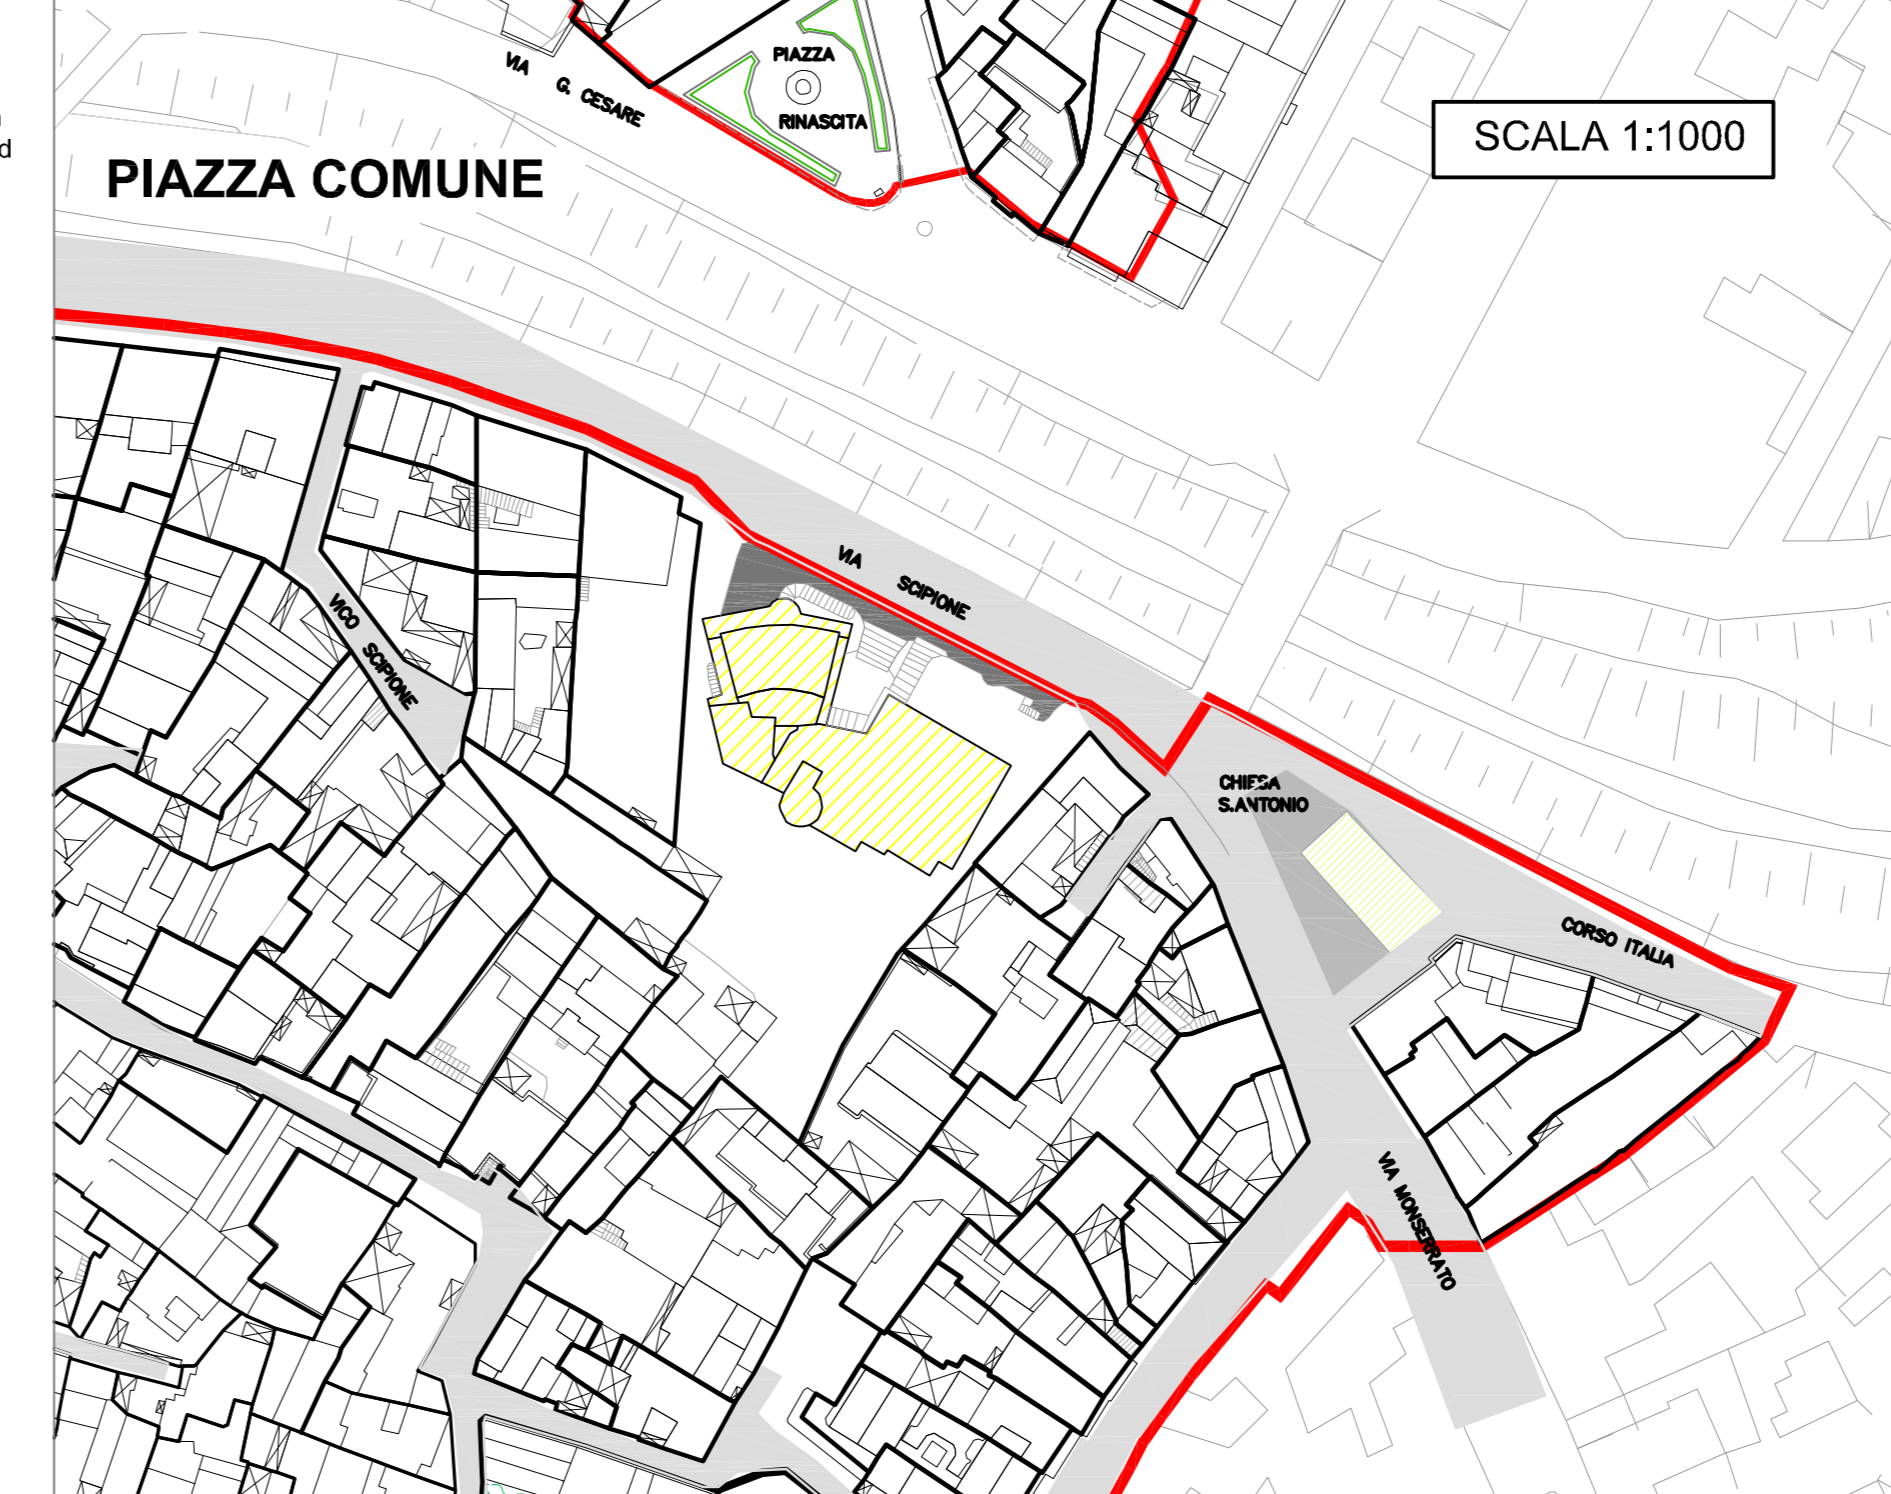 VIA G. CESARE
PIAZZA
RINASCITA
SCALA 1:1000
d
PIAZZA COMUNE
VIA SCIPIONE
VICO SCIPIONE
CHIESA
S.ANTONIO
CORSO ITALIA
VIA MONSERRATO